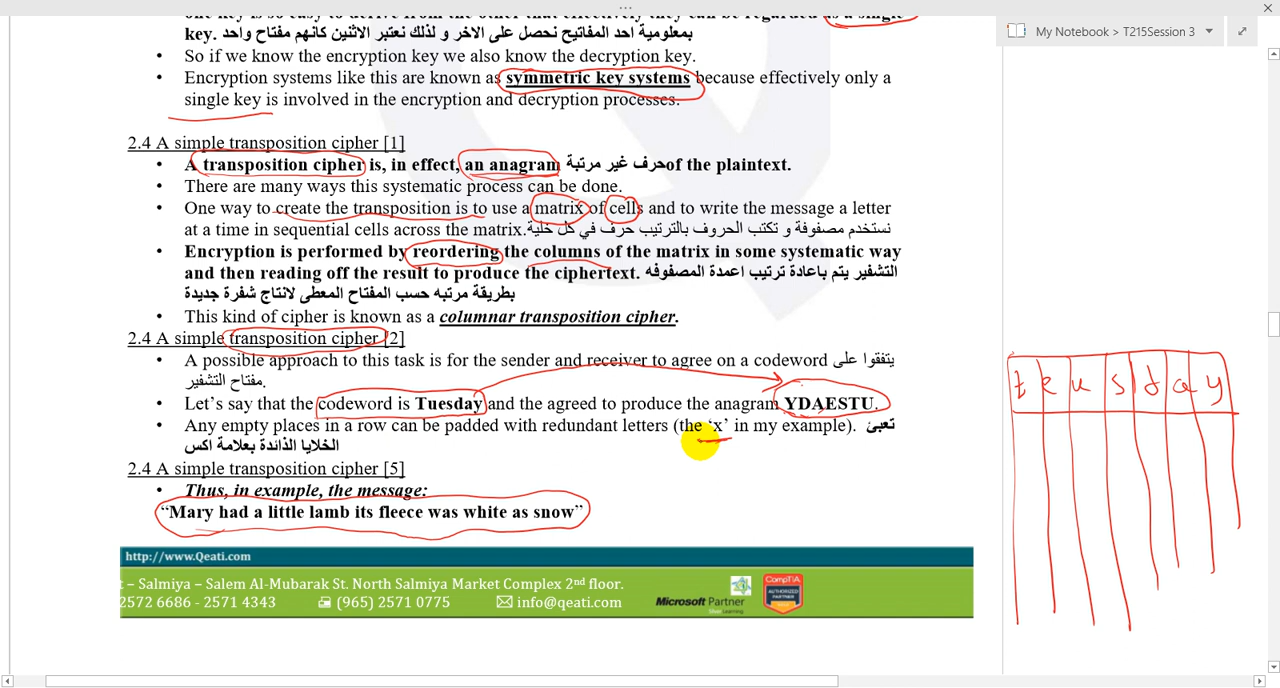 My Notebook > T215Session 3
key. بمعلومية احد المفاتيح نحصل على الاخر و لذلك نعتبر الاثنين كانهم مفتاح واحد
• So if we know the encryption key we also know the decryption key.
• Encryption systems like this are known as symmetric key systems because effectively only a
single key is involved in the encryption and decryption processes.
2.4 A simple transposition cipher [1]
• A transposition cipher is, in effect, an anagram حرف غير مرتبة of the plaintext.
• There are many ways this systematic process can be done.
• One way to create the transposition is to use a matrix of cells and to write the message a letter
at a time in sequential cells across the matrix. نستخدم مصفوفة و تكتب الحروف بالترتيب حرف في كل خلية
• Encryption is performed by reordering the columns of the matrix in some systematic way
and then reading off the result to produce the ciphertext. التشفير يتم باعادة ترتيب اعمدة المصفوفه
بطريقة مرتبه حسب المفتاح المعطى لانتاج شفرة جديدة
• This kind of cipher is known as a columnar transposition cipher.
2.4 A simple transposition cipher [2]
• A possible approach to this task is for the sender and receiver to agree on a codeword يتفقوا على
مفتاح التشفير.
• Let's say that the codeword is Tuesday and the agreed to produce the anagram YDAESTU.
• Any empty places in a row can be padded with redundant letters (the 'x' in my example). تعبئ
الخلايا الذائدة بعلامة اكس
2.4 A simple transposition cipher [5]
• Thus, in example, the message:
"Mary had a little lamb its fleece was white as snow"
http://www.Qeati.com
t – Salmiya – Salem Al-Mubarak St. North Salmiya Market Complex 2nd floor.
2572 6686 - 2571 4343 (965) 2571 0775 info@qeati.com
Microsoft Partner
CompTIA
AUTHORIZED
PARTNER